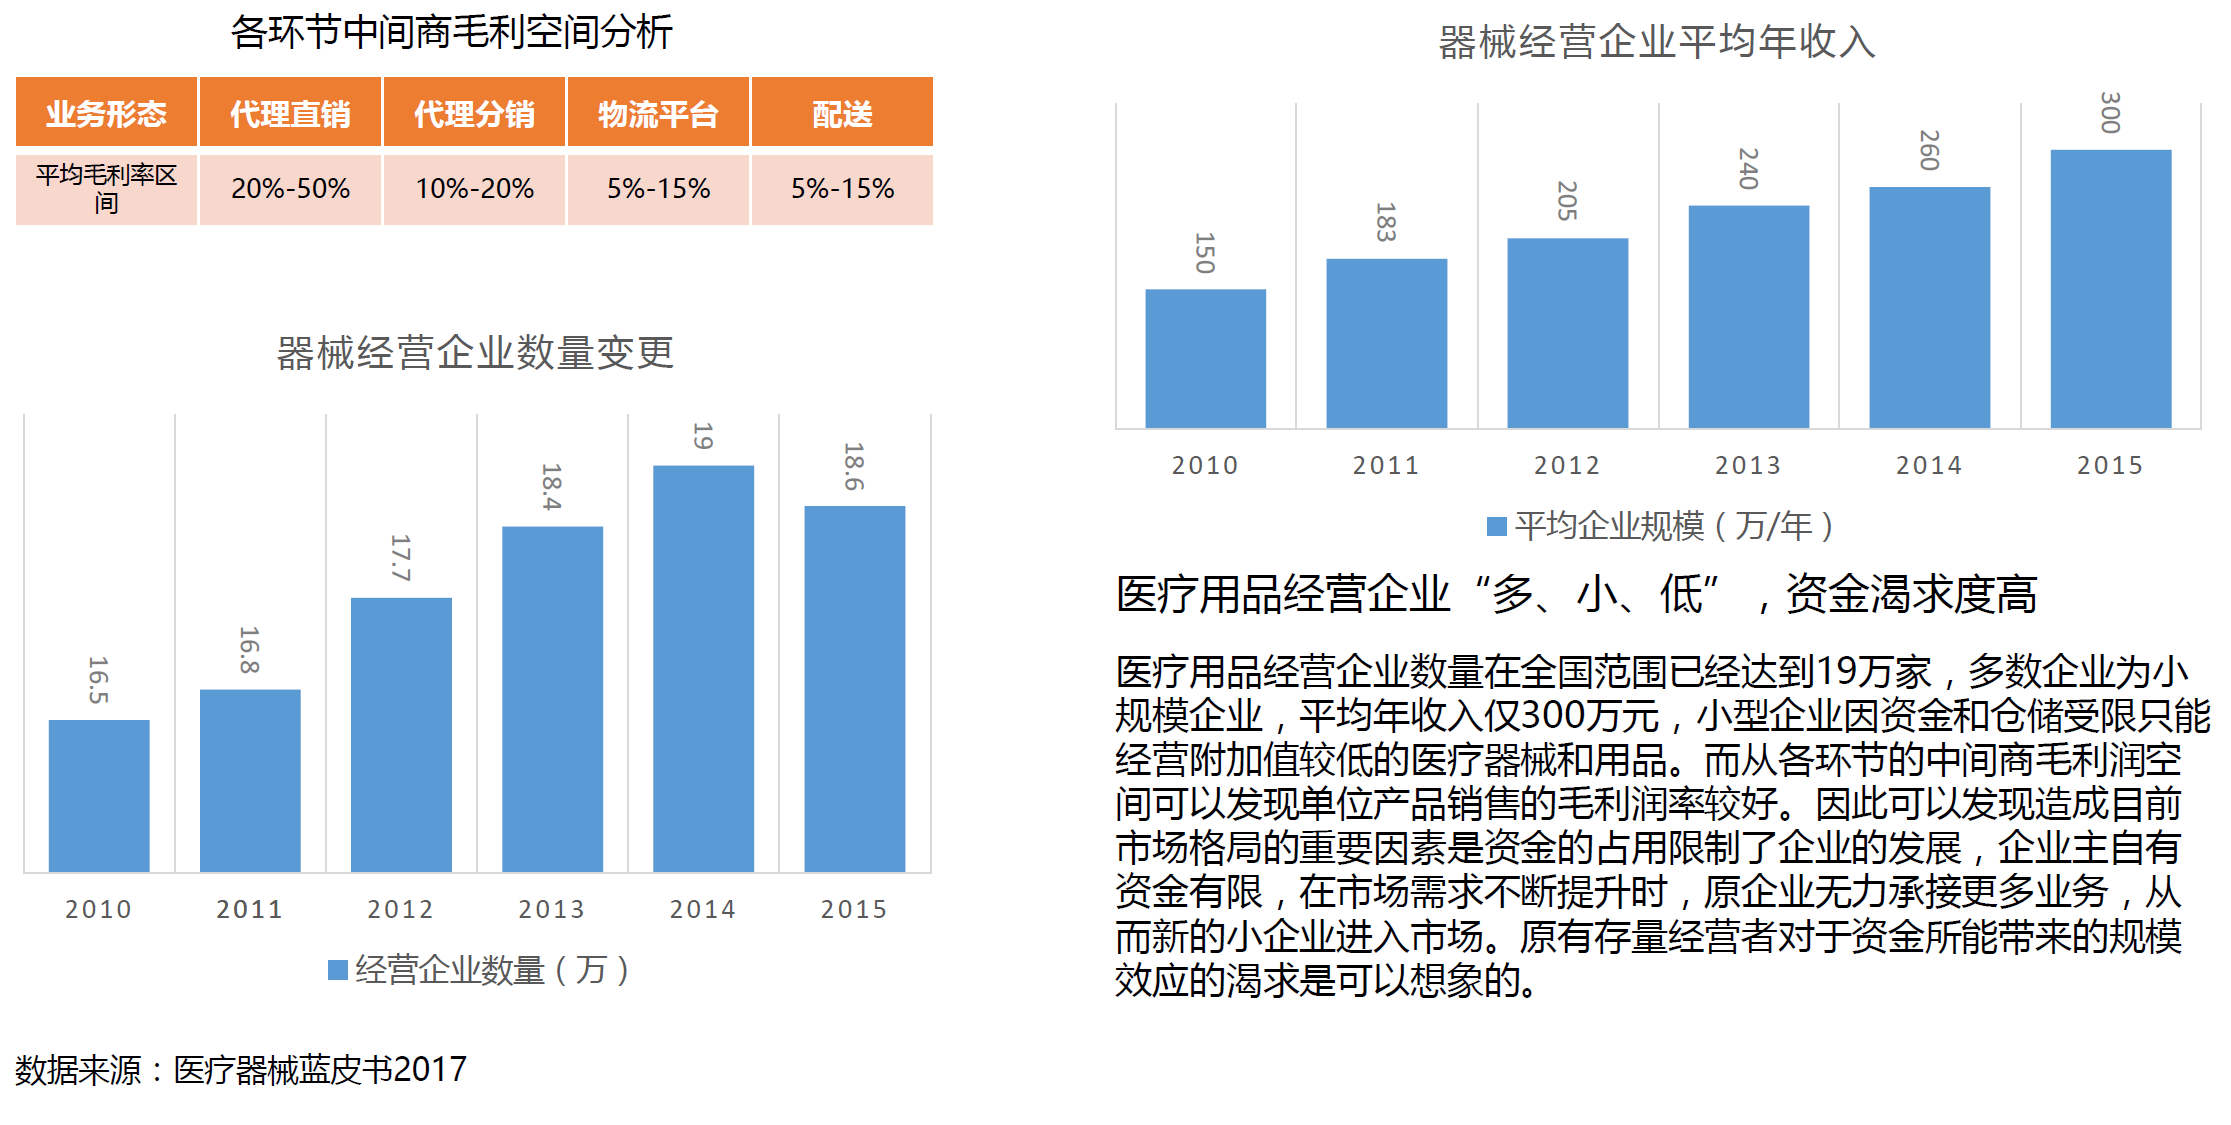 各环节中间商毛利空间分析
业务形态 代理直销 代理分销 物流平台 配送
平均毛利率区
间
20%-50% 10%-20% 5%-15% 5%-15%
器械经营企业数量变更
16.5 16.8 17.7 18.4 19 18.6
2010 2011 2012 2013 2014 2015
经营企业数量（万）
数据来源：医疗器械蓝皮书2017
器械经营企业平均年收入
150 183 205 240 260 300
2010 2011 2012 2013 2014 2015
平均企业规模（万/年）
医疗用品经营企业“多、小、低”，资金渴求度高
医疗用品经营企业数量在全国范围已经达到19万家，多数企业为小
规模企业，平均年收入仅300万元，小型企业因资金和仓储受限只能
经营附加值较低的医疗器械和用品。而从各环节的中间商毛利润空
间可以发现单位产品销售的毛利润率较好。因此可以发现造成目前
市场格局的重要因素是资金的占用限制了企业的发展，企业主自有
资金有限，在市场需求不断提升时，原企业无力承接更多业务，从
而新的小企业进入市场。原有存量经营者对于资金所能带来的规模
效应的渴求是可以想象的。